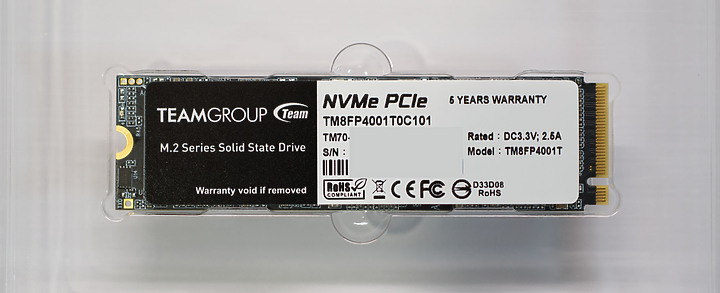 TEAMGROUP Team
M.2 Series Solid State Drive
Warranty void if removed
NVMe PCIe 5 YEARS WARRANTY
TM8FP4001T0C101
TM70-
Rated : DC3.3V; 2.5A
S/N :
Model : TM8FP4001T
RoHS
COMPLIANT
CE FC
D33D08
RoHS